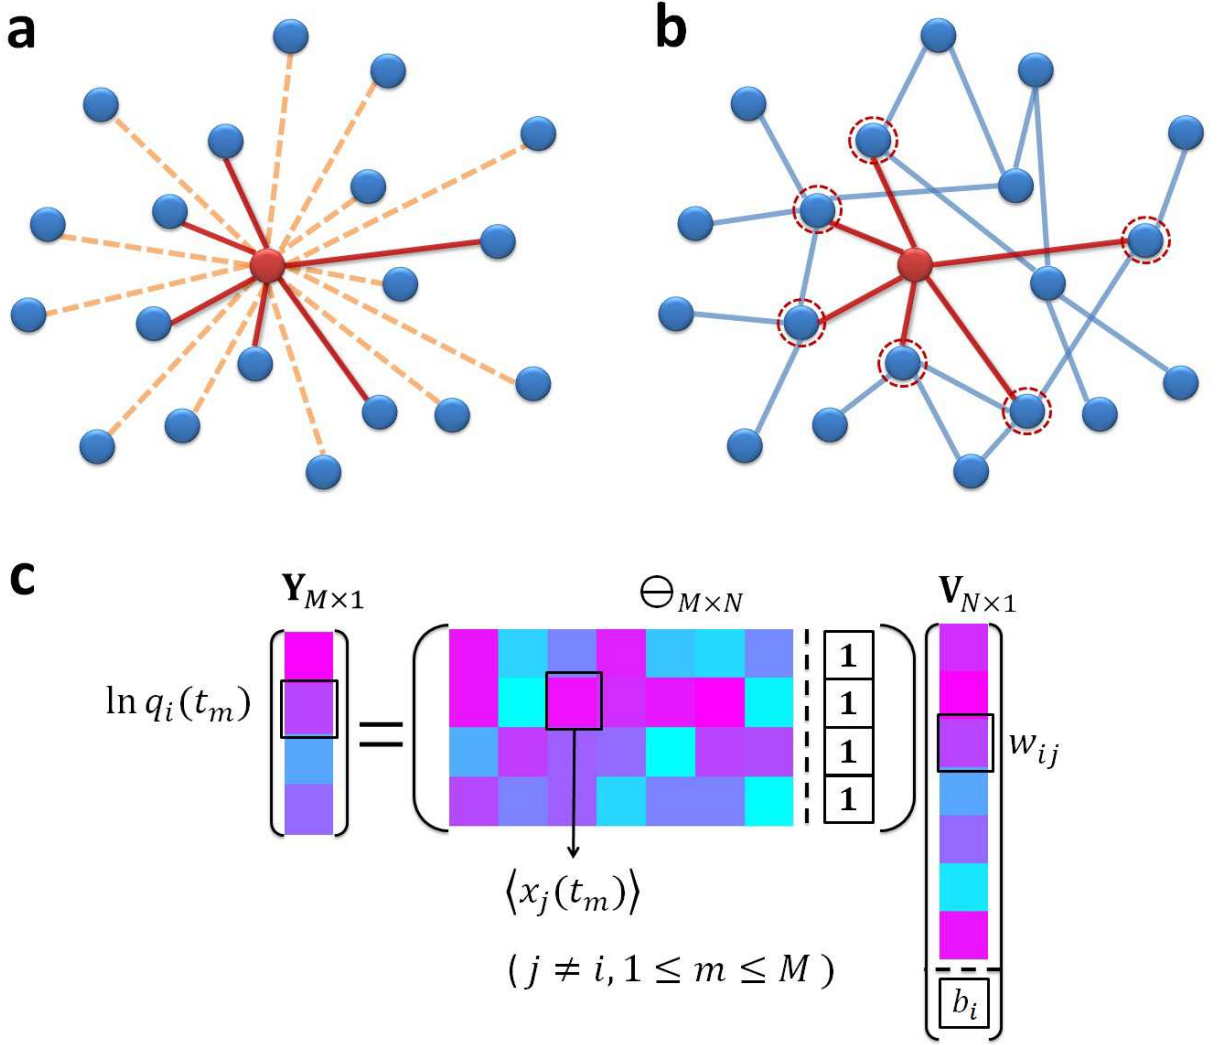 a
b
c
Y_{M×1}
⊖_{M×N}
V_{N×1}
ln q_i(t_m)
=
1
1
1
1
w_{ij}
⟨x_j(t_m)⟩
( j ≠ i, 1 ≤ m ≤ M )
b_i